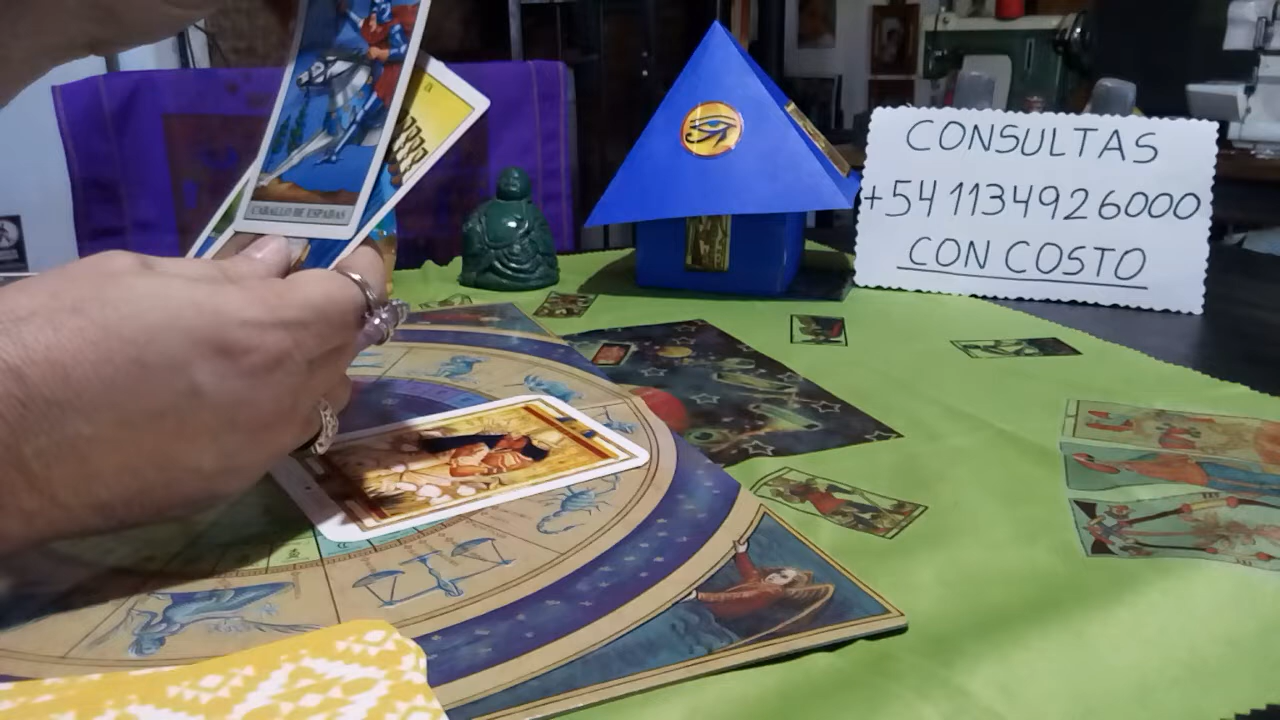 CABALLO DE ESPADAS
CONSULTAS
+54 1134926000
CON COSTO